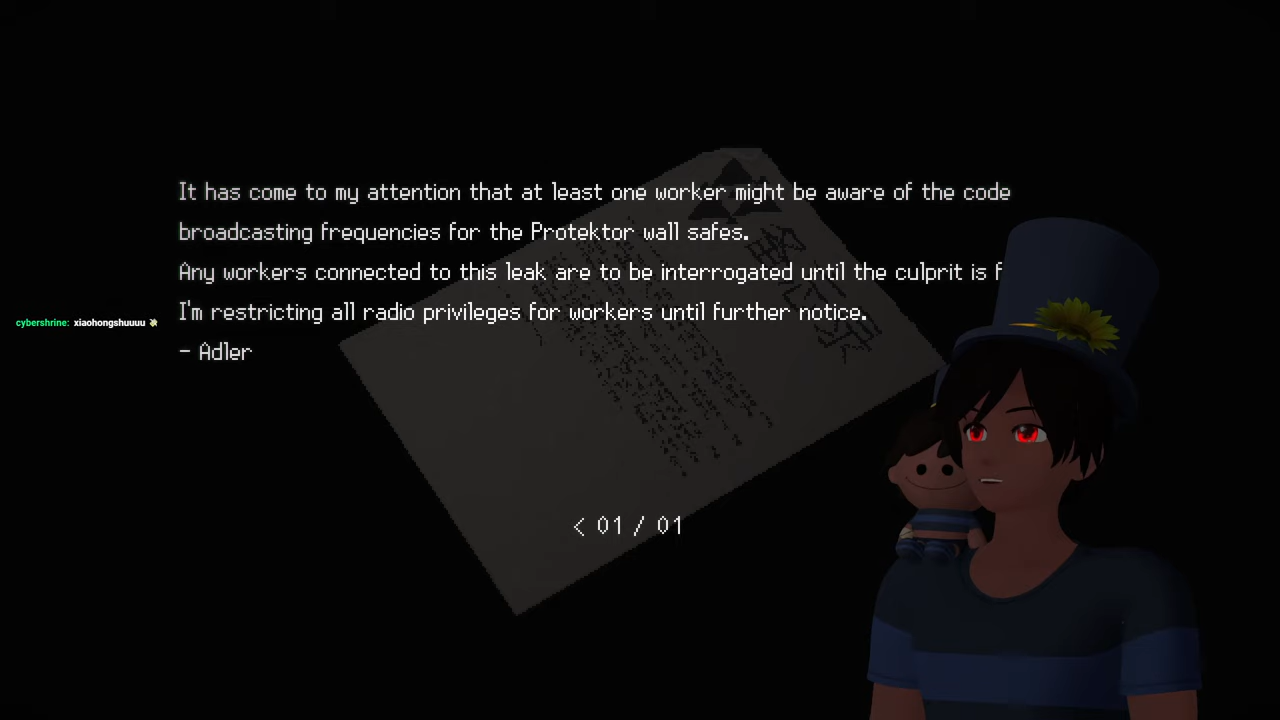 It has come to my attention that at least one worker might be aware of the code
broadcasting frequencies for the Protektor wall safes.
Any workers connected to this leak are to be interrogated until the culprit is
I'm restricting all radio privileges for workers until further notice.
cybershrine: xiaohongshuuuu
- Adler
< 01 / 01